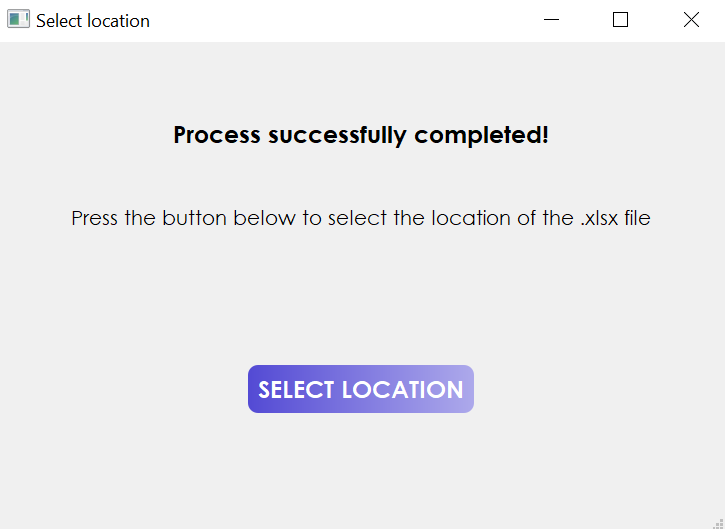 Select location
Process successfully completed!
Press the button below to select the location of the .xlsx file
SELECT LOCATION